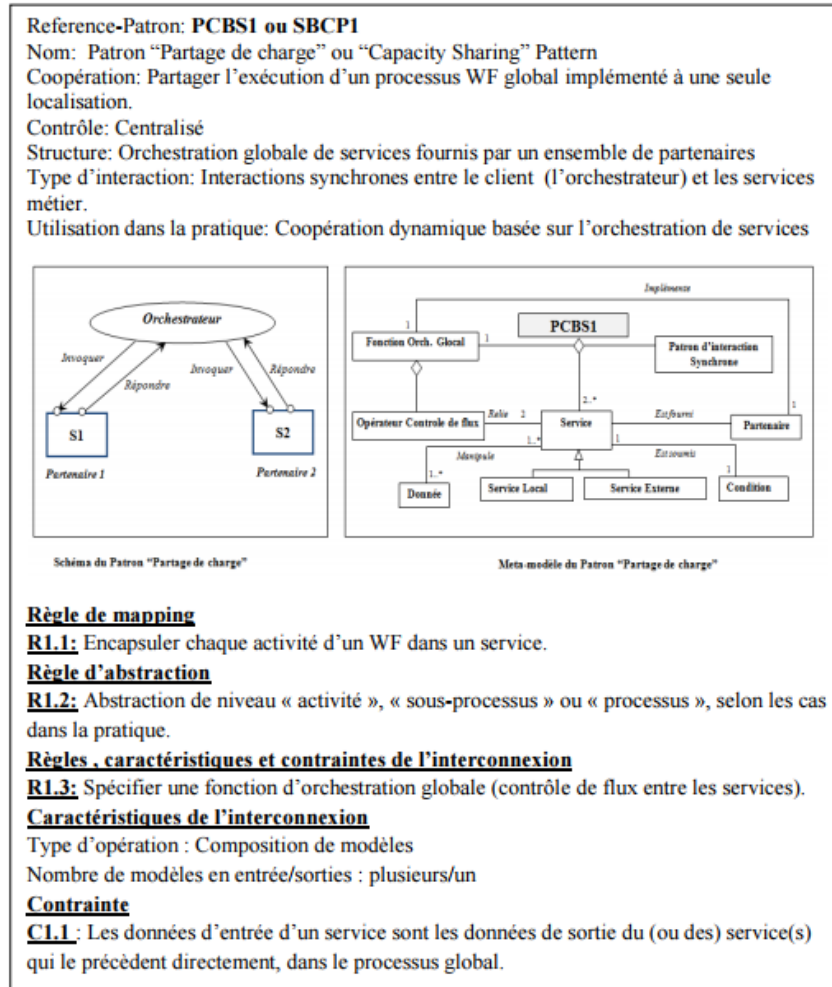 Reference-Patron: PCBS1 ou SBCP1
Nom:  Patron “Partage de charge” ou “Capacity Sharing” Pattern
Coopération: Partager l’exécution d’un processus WF global implémenté à une seule
localisation.
Contrôle: Centralisé
Structure: Orchestration globale de services fournis par un ensemble de partenaires
Type d’interaction: Interactions synchrones entre le client  (l’orchestrateur) et les services
métier.
Utilisation dans la pratique: Coopération dynamique basée sur l’orchestration de services
Orchestrateur
Invoquer
Répondre
Invoquer
Répondre
S1
S2
Partenaire 1
Partenaire 2
Schéma du Patron “Partage de charge”
Implémente
1
PCBS1
Fonction Orch. Glocal
1
Patron d’interaction
Synchrone
2..*
1
Opérateur Controle de flux
Relie
2
Service
Est fourni
Partenaire
1..*
1
Manipule
Est soumis
1..*
1
Donnée
Service Local
Service Externe
Condition
Meta-modèle du Patron “Partage de charge”
Règle de mapping
R1.1: Encapsuler chaque activité d’un WF dans un service.
Règle d’abstraction
R1.2: Abstraction de niveau « activité », « sous-processus » ou « processus », selon les cas
dans la pratique.
Règles , caractéristiques et contraintes de l’interconnexion
R1.3: Spécifier une fonction d’orchestration globale (contrôle de flux entre les services).
Caractéristiques de l’interconnexion
Type d’opération : Composition de modèles
Nombre de modèles en entrée/sorties : plusieurs/un
Contrainte
C1.1 : Les données d’entrée d’un service sont les données de sortie du (ou des) service(s)
qui le précèdent directement, dans le processus global.